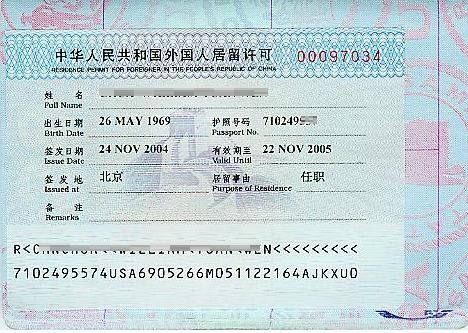 中华人民共和国外国人居留许可 00097034
RESIDENCE PERMIT FOR FOREIGNER IN THE PEOPLE'S REPUBLIC OF CHINA
姓名
Full Name
出生日期 26 MAY 1969 护照号码 710249
Birth Date Passport No.
签发日期 24 NOV 2004 有效期至 22 NOV 2005
Issue Date Valid Until
签发地 北京 居留事由 任职
Issued at Purpose of Residence
备注
Remarks
7102495574USA6905266M051122164AJKXU0